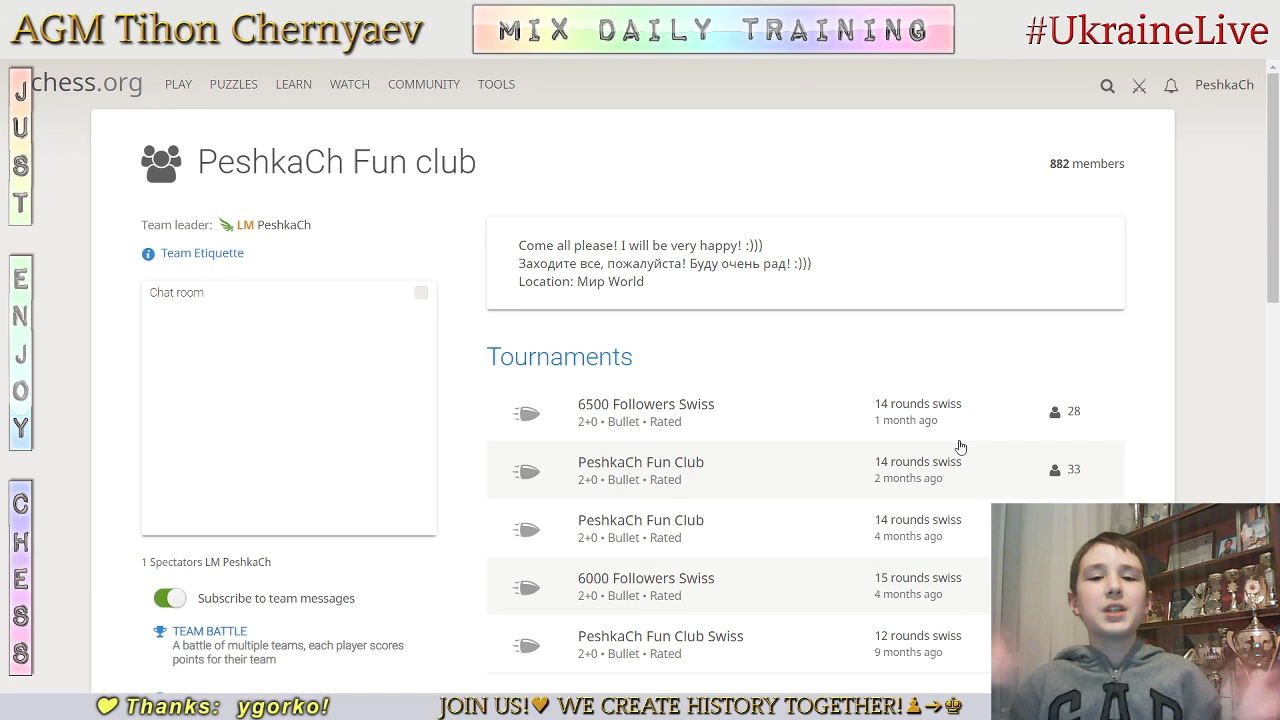 AGM Tihon Chernyaev
MIX DAILY TRAINING
#UkraineLive
JUST
ENJOY
CHESS
chess.org
PLAY PUZZLES LEARN WATCH COMMUNITY TOOLS
PeshkaCh
PeshkaCh Fun club
882 members
Team leader: LM PeshkaCh
Team Etiquette
Chat room
Come all please! I will be very happy! :)))
Заходите все, пожалуйста! Буду очень рад! :)))
Location: Мир World
Tournaments
6500 Followers Swiss 14 rounds swiss 28
2+0 • Bullet • Rated 1 month ago
PeshkaCh Fun Club 14 rounds swiss 33
2+0 • Bullet • Rated 2 months ago
PeshkaCh Fun Club 14 rounds swiss
2+0 • Bullet • Rated 4 months ago
6000 Followers Swiss 15 rounds swiss
2+0 • Bullet • Rated 4 months ago
PeshkaCh Fun Club Swiss 12 rounds swiss
2+0 • Bullet • Rated 9 months ago
1 Spectators LM PeshkaCh
Subscribe to team messages
TEAM BATTLE
A battle of multiple teams, each player scores
points for their team
GAP
Thanks: ygorko!
JOIN US! WE CREATE HISTORY TOGETHER!